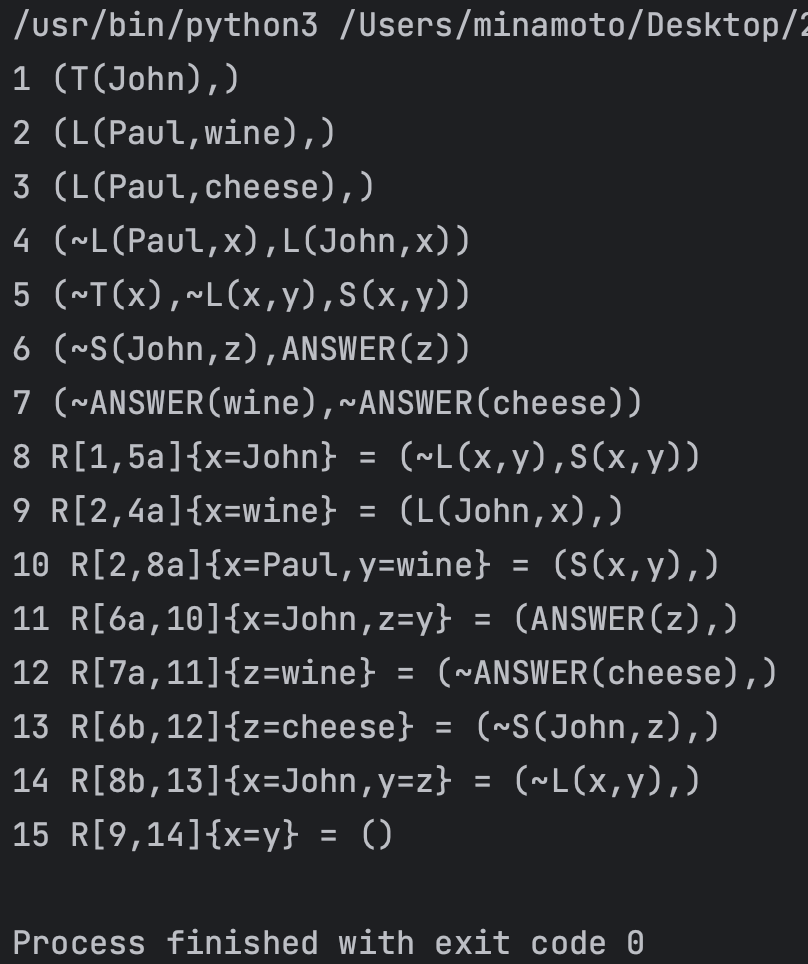 /usr/bin/python3 /Users/minamoto/Desktop/2
1 (T(John),)
2 (L(Paul,wine),)
3 (L(Paul,cheese),)
4 (~L(Paul,x),L(John,x))
5 (~T(x),~L(x,y),S(x,y))
6 (~S(John,z),ANSWER(z))
7 (~ANSWER(wine),~ANSWER(cheese))
8 R[1,5a]{x=John} = (~L(x,y),S(x,y))
9 R[2,4a]{x=wine} = (L(John,x),)
10 R[2,8a]{x=Paul,y=wine} = (S(x,y),)
11 R[6a,10]{x=John,z=y} = (ANSWER(z),)
12 R[7a,11]{z=wine} = (~ANSWER(cheese),)
13 R[6b,12]{z=cheese} = (~S(John,z),)
14 R[8b,13]{x=John,y=z} = (~L(x,y),)
15 R[9,14]{x=y} = ()
Process finished with exit code 0